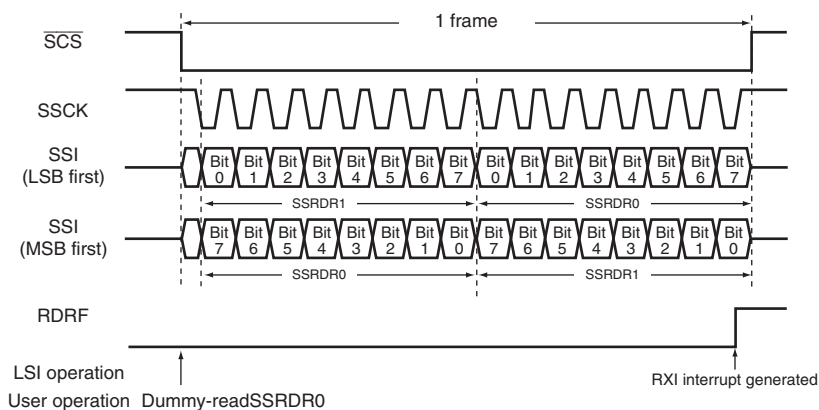 1 frame
SCS
SSCK
SSI
(LSB first)
Bit 0 Bit 1 Bit 2 Bit 3 Bit 4 Bit 5 Bit 6 Bit 7 Bit 0 Bit 1 Bit 2 Bit 3 Bit 4 Bit 5 Bit 6 Bit 7
SSRDR1 SSRDR0
SSI
(MSB first)
Bit 7 Bit 6 Bit 5 Bit 4 Bit 3 Bit 2 Bit 1 Bit 0 Bit 7 Bit 6 Bit 5 Bit 4 Bit 3 Bit 2 Bit 1 Bit 0
SSRDR0 SSRDR1
RDRF
LSI operation
RXI interrupt generated
User operation Dummy-readSSRDR0